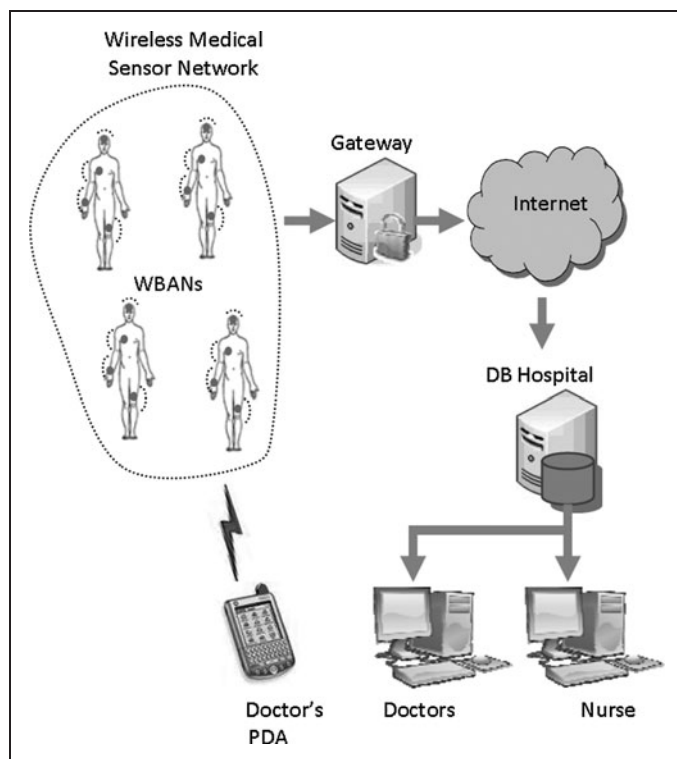 Wireless Medical
Sensor Network
Gateway
Internet
WBANs
DB Hospital
Doctor's
PDA
Doctors
Nurse